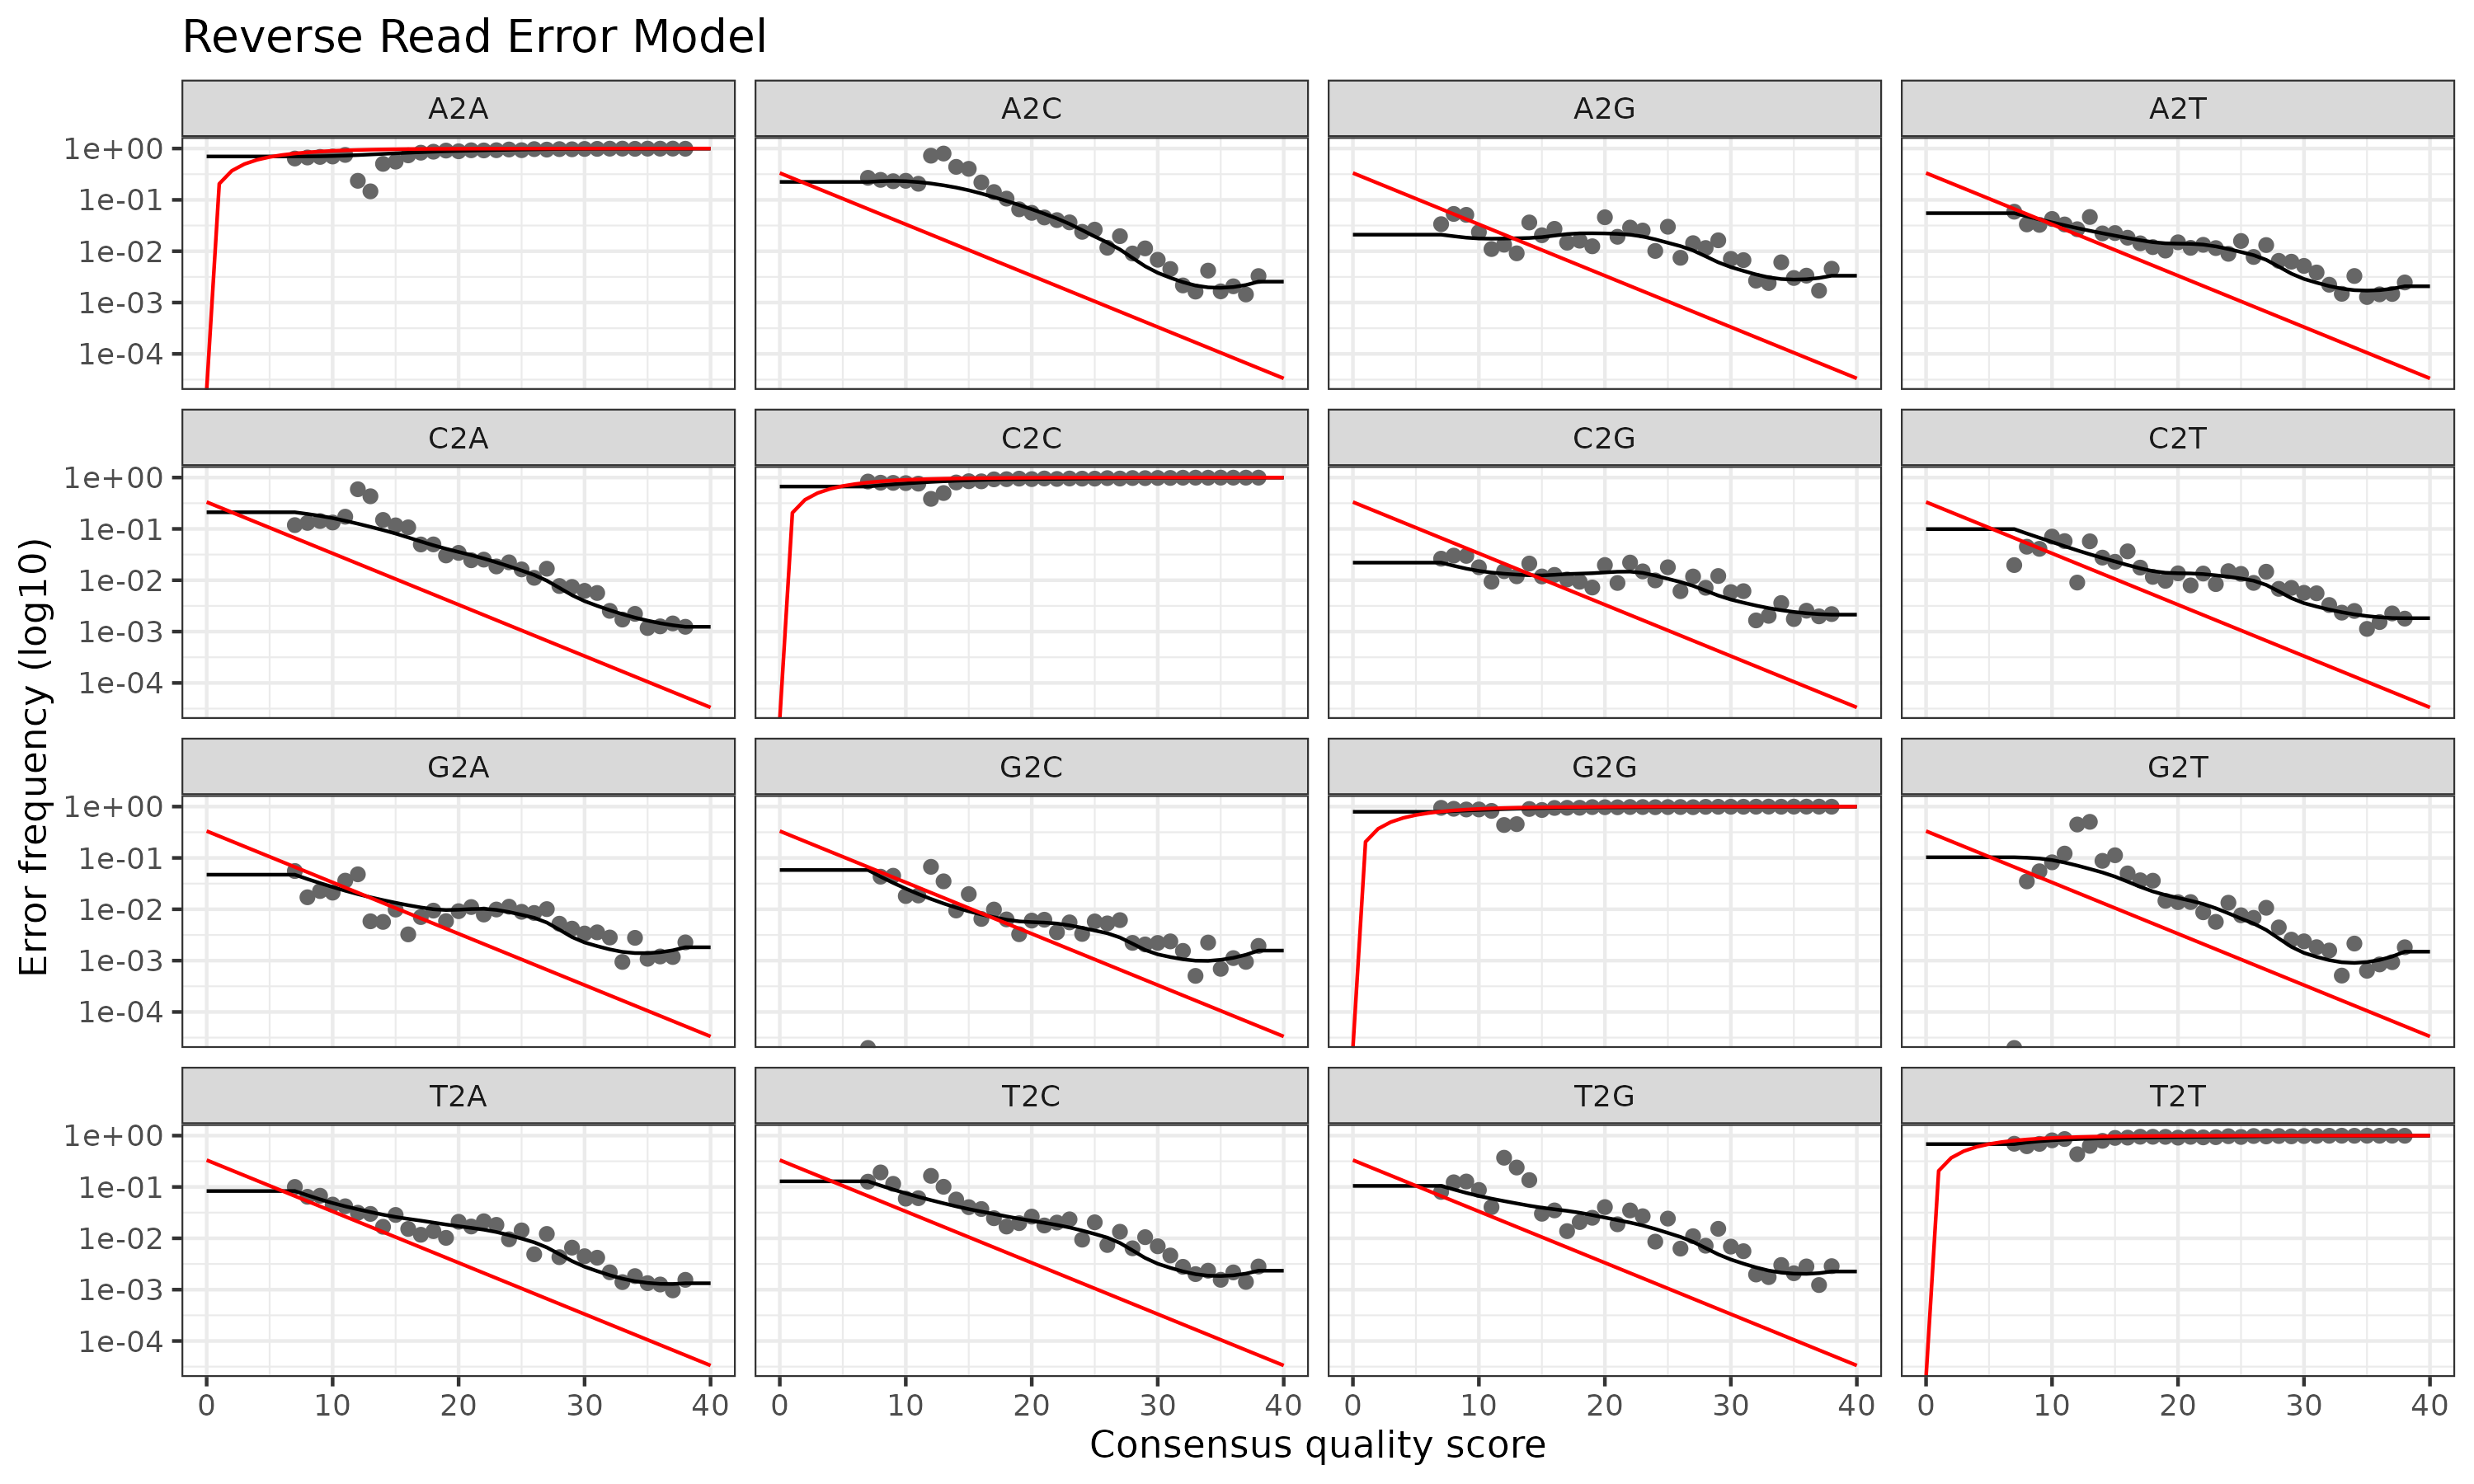 Reverse Read Error Model
A2A A2C A2G A2T
1e+00
1e-01
1e-02
1e-03
1e-04
C2A C2C C2G C2T
1e+00
1e-01
1e-02
1e-03
1e-04
Error frequency (log10)
G2A G2C G2G G2T
1e+00
1e-01
1e-02
1e-03
1e-04
T2A T2C T2G T2T
1e+00
1e-01
1e-02
1e-03
1e-04
0 10 20 30 40 0 10 20 30 40 0 10 20 30 40 0 10 20 30 40
Consensus quality score